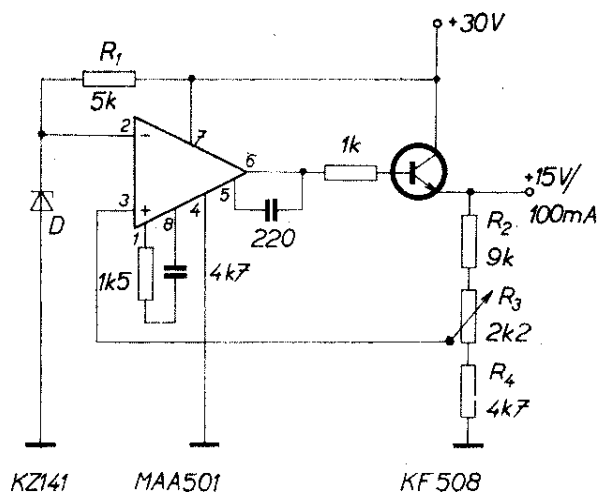 +30V
R1
5k
2
−
7
6
1k
3
+
4
5
8
1
D
1k5
4k7
220
+15V/
100mA
R2
9k
R3
2k2
R4
4k7
KZ141
MAA501
KF508